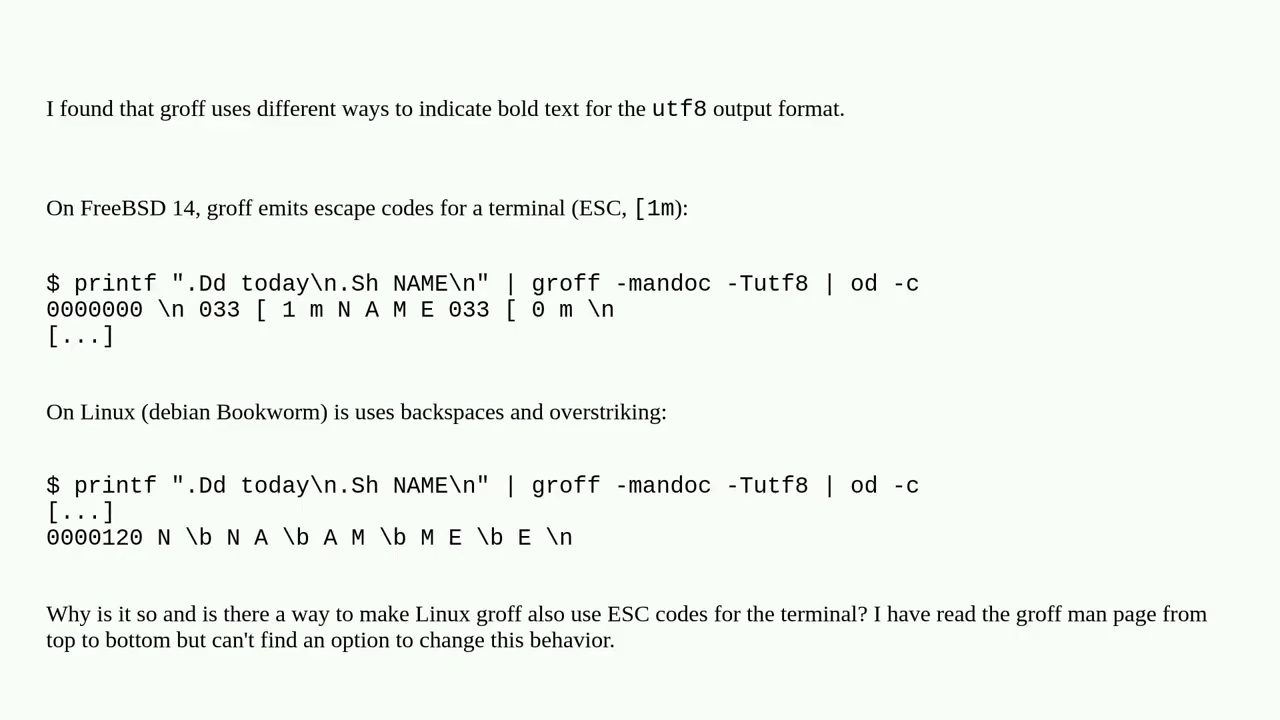 I found that groff uses different ways to indicate bold text for the utf8 output format.
On FreeBSD 14, groff emits escape codes for a terminal (ESC, [1m):
$ printf ".Dd today\n.Sh NAME\n" | groff -mandoc -Tutf8 | od -c
0000000 \n 033 [ 1 m N A M E 033 [ 0 m \n
[...]
On Linux (debian Bookworm) is uses backspaces and overstriking:
$ printf ".Dd today\n.Sh NAME\n" | groff -mandoc -Tutf8 | od -c
[...]
0000120 N \b N A \b A M \b M E \b E \n
Why is it so and is there a way to make Linux groff also use ESC codes for the terminal? I have read the groff man page from
top to bottom but can't find an option to change this behavior.